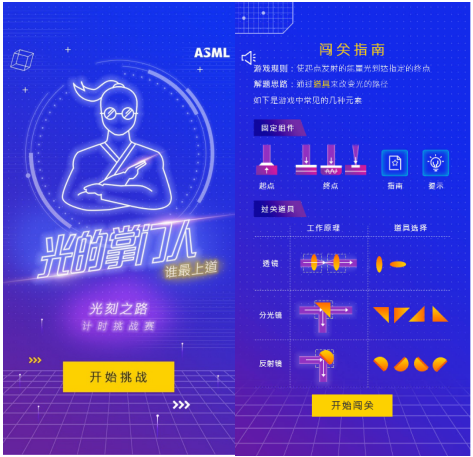 ASML
光的掌门人
谁最上道
光刻之路
计时挑战赛
开始挑战
闯关指南
游戏规则：使起点发射的能量光到达指定的终点
解题思路：通过道具来改变光的路径
如下是游戏中常见的几种元素
固定组件
起点 终点 指南 提示
过关道具
工作原理 道具选择
透镜
分光镜
反射镜
开始闯关